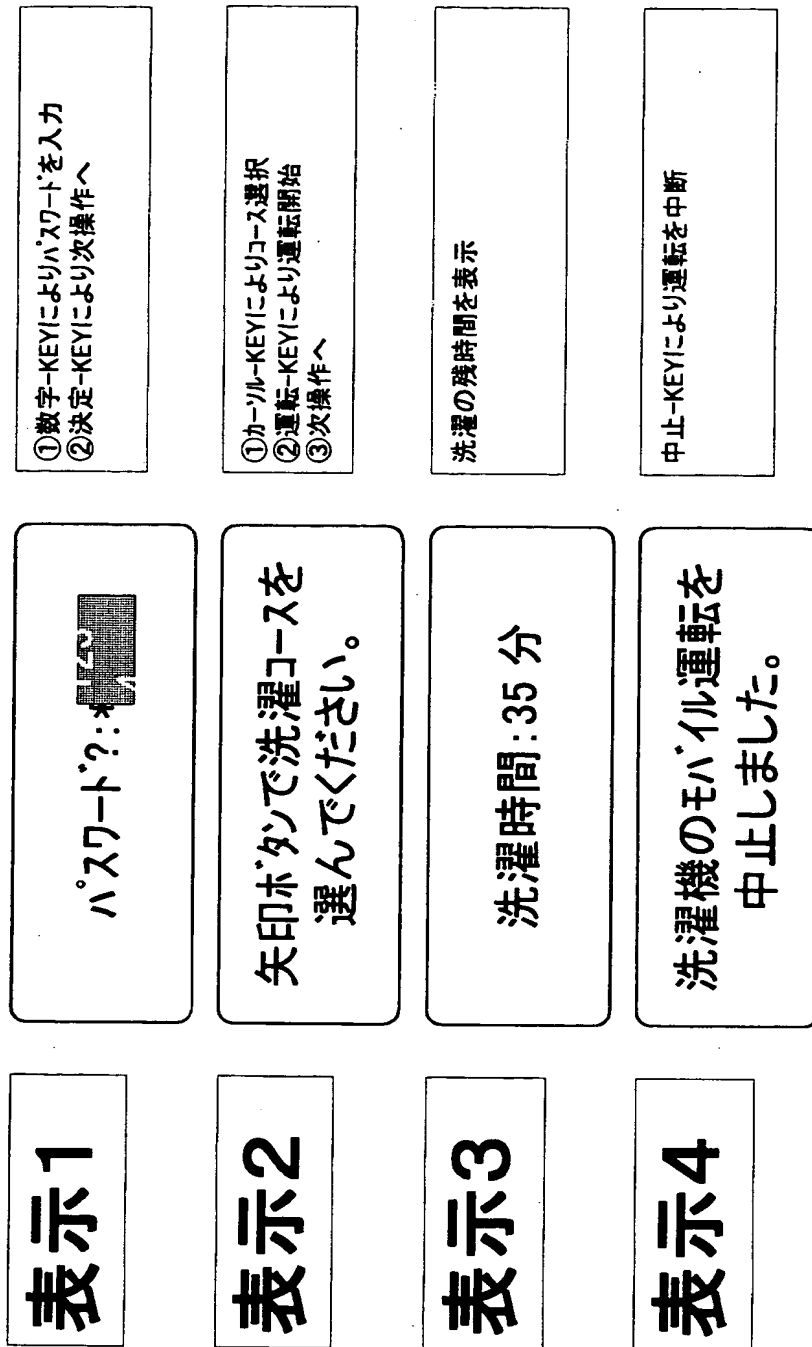 表示1
パスワード?:*
①数字-KEYによりパスワードを入力
②決定-KEYにより次操作へ
表示2
矢印ボタンで洗濯コースを
選んでください。
①カーソル-KEYによりコース選択
②運転-KEYにより運転開始
③次操作へ
表示3
洗濯時間:35 分
洗濯の残時間を表示
表示4
洗濯機のモバイル運転を
中止しました。
中止-KEYにより運転を中断